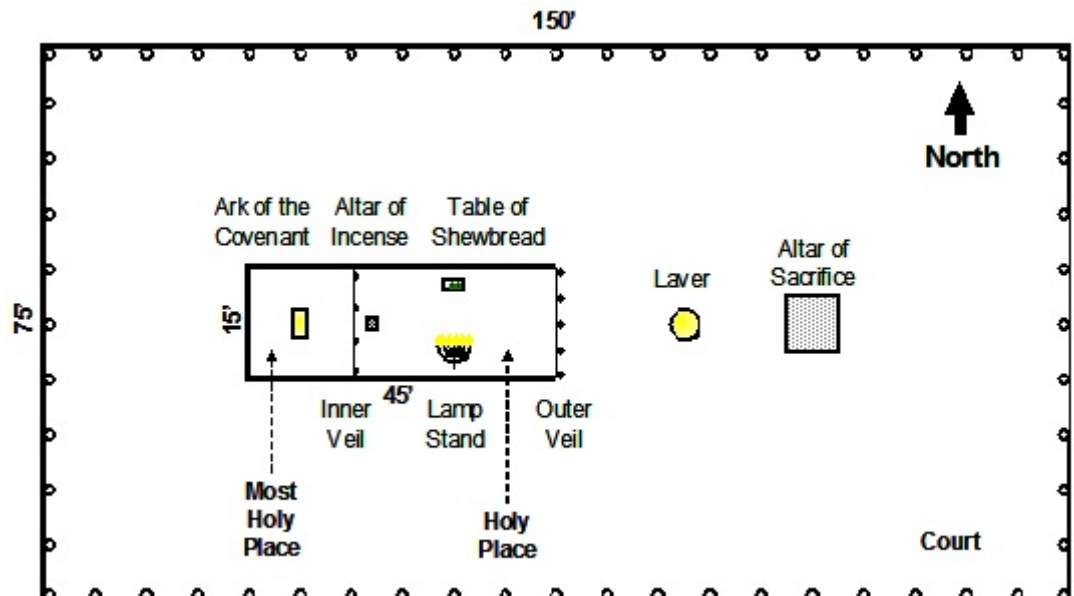 150'
North
Ark of the
Covenant
Altar of
Incense
Table of
Shewbread
Altar of
Sacrifice
Laver
75'
15'
45'
Inner
Veil
Lamp
Stand
Outer
Veil
Most
Holy
Place
Holy
Place
Court